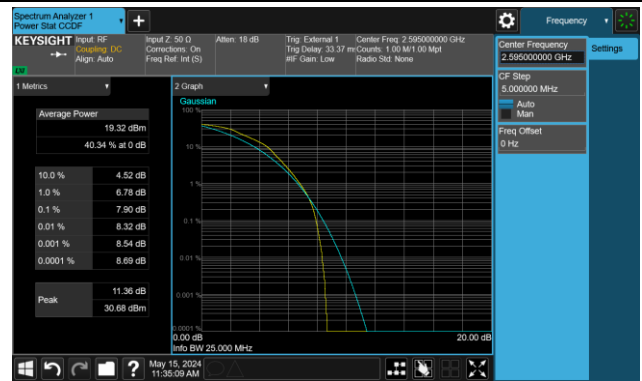 Spectrum Analyzer 1
Power Stat CCDF
Frequency
KEYSIGHT
Input: RF
Coupling: DC
Align: Auto
Input Z: 50 Ω
Corrections: On
Freq Ref: Int (S)
Atten: 18 dB
Trig: External 1
Trig Delay: 33.37 m
#IF Gain: Low
Center Freq: 2.595000000 GHz
Counts: 1.00 M/1.00 Mpt
Radio Std: None
Center Frequency
2.595000000 GHz
Settings
CF Step
5.000000 MHz
Auto
Man
Freq Offset
0 Hz
1 Metrics
Average Power
19.32 dBm
40.34 % at 0 dB
10.0 % 4.52 dB
1.0 % 6.78 dB
0.1 % 7.90 dB
0.01 % 8.32 dB
0.001 % 8.54 dB
0.0001 % 8.69 dB
Peak
11.36 dB
30.68 dBm
2 Graph
Gaussian
100 %
10 %
1 %
0.1 %
0.01 %
0.001 %
0.0001 %
0.00 dB
20.00 dB
Info BW 25.000 MHz
May 15, 2024
11:35:09 AM